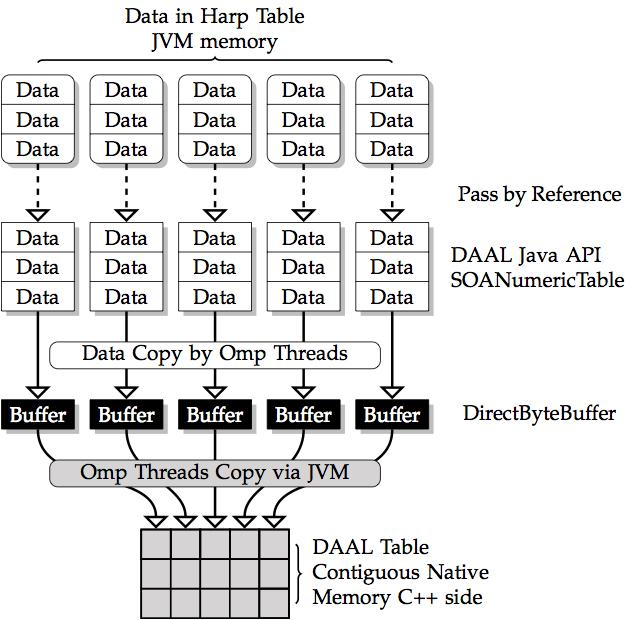 Data in Harp Table
JVM memory
Data Data Data Data Data
Data Data Data Data Data
Data Data Data Data Data
Pass by Reference
Data Data Data Data Data
DAAL Java API
Data Data Data Data Data
SOANumericTable
Data Data Data Data Data
Data Copy by Omp Threads
Buffer Buffer Buffer Buffer Buffer
DirectByteBuffer
Omp Threads Copy via JVM
DAAL Table
Contiguous Native
Memory C++ side